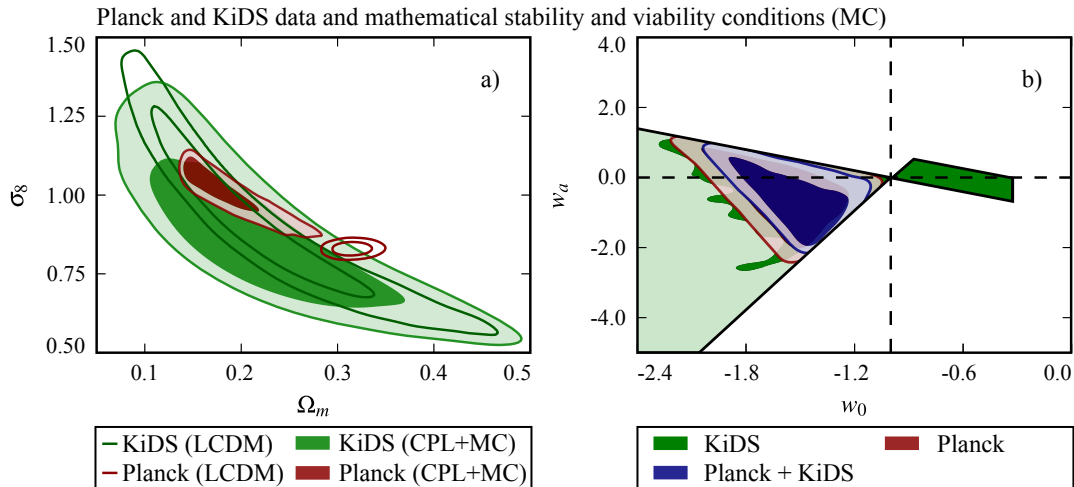 Planck and KiDS data and mathematical stability and viability conditions (MC)
a)
1.50
1.25
1.00
0.75
0.50
σ8
0.1
0.2
0.3
0.4
0.5
Ωm
b)
4.0
2.0
0.0
-2.0
-4.0
wa
-2.4
-1.8
-1.2
-0.6
0.0
w0
KiDS (LCDM) KiDS (CPL+MC)
Planck (LCDM) Planck (CPL+MC)
KiDS Planck
Planck + KiDS